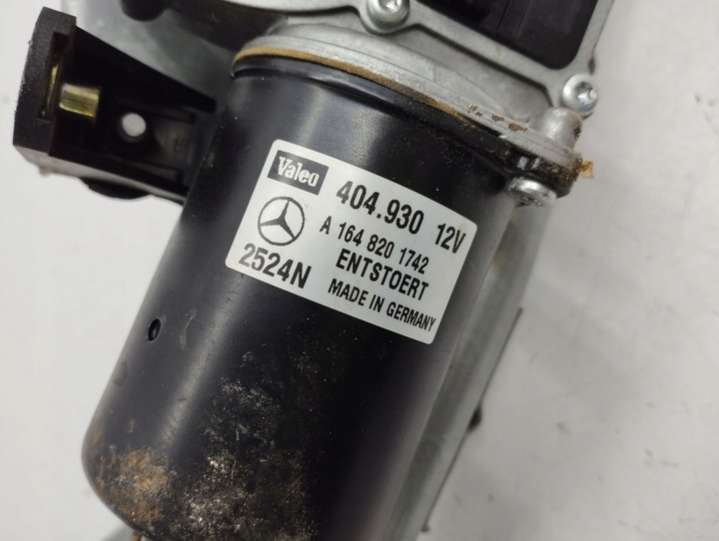 Valeo 404.930 12V
A 164 820 1742
2524N ENTSTOERT
MADE IN GERMANY